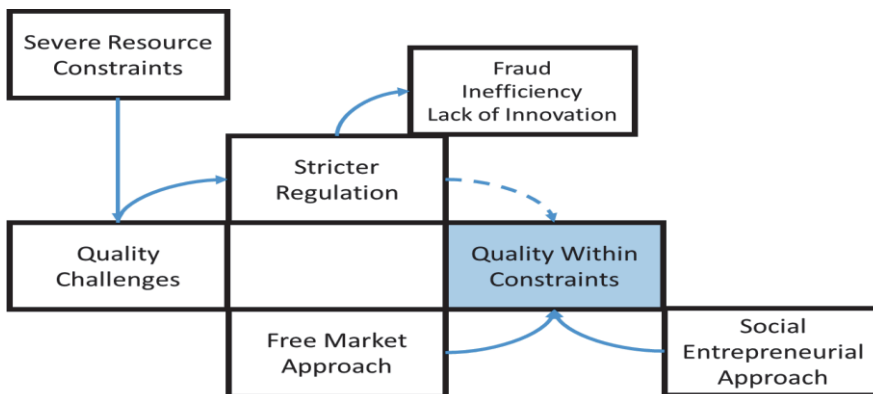 Severe Resource
Constraints
Fraud
Inefficiency
Lack of Innovation
Stricter
Regulation
Quality
Challenges
Quality Within
Constraints
Free Market
Approach
Social
Entrepreneurial
Approach